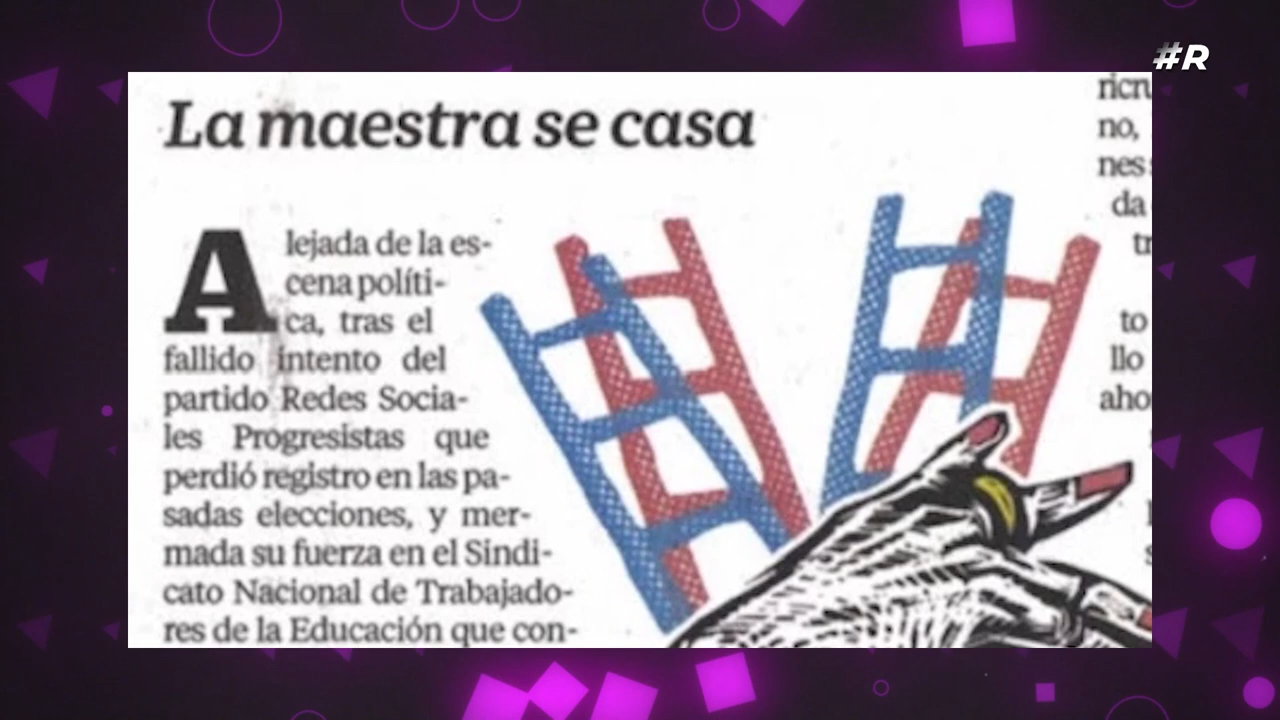 #R
La maestra se casa
Alejada de la es-
cena políti-
ca, tras el
fallido intento del
partido Redes Socia-
les Progresistas que
perdió registro en las pa-
sadas elecciones, y mer-
mada su fuerza en el Sindi-
cato Nacional de Trabajado-
res de la Educación que con-
no,
da
to
llo
aho